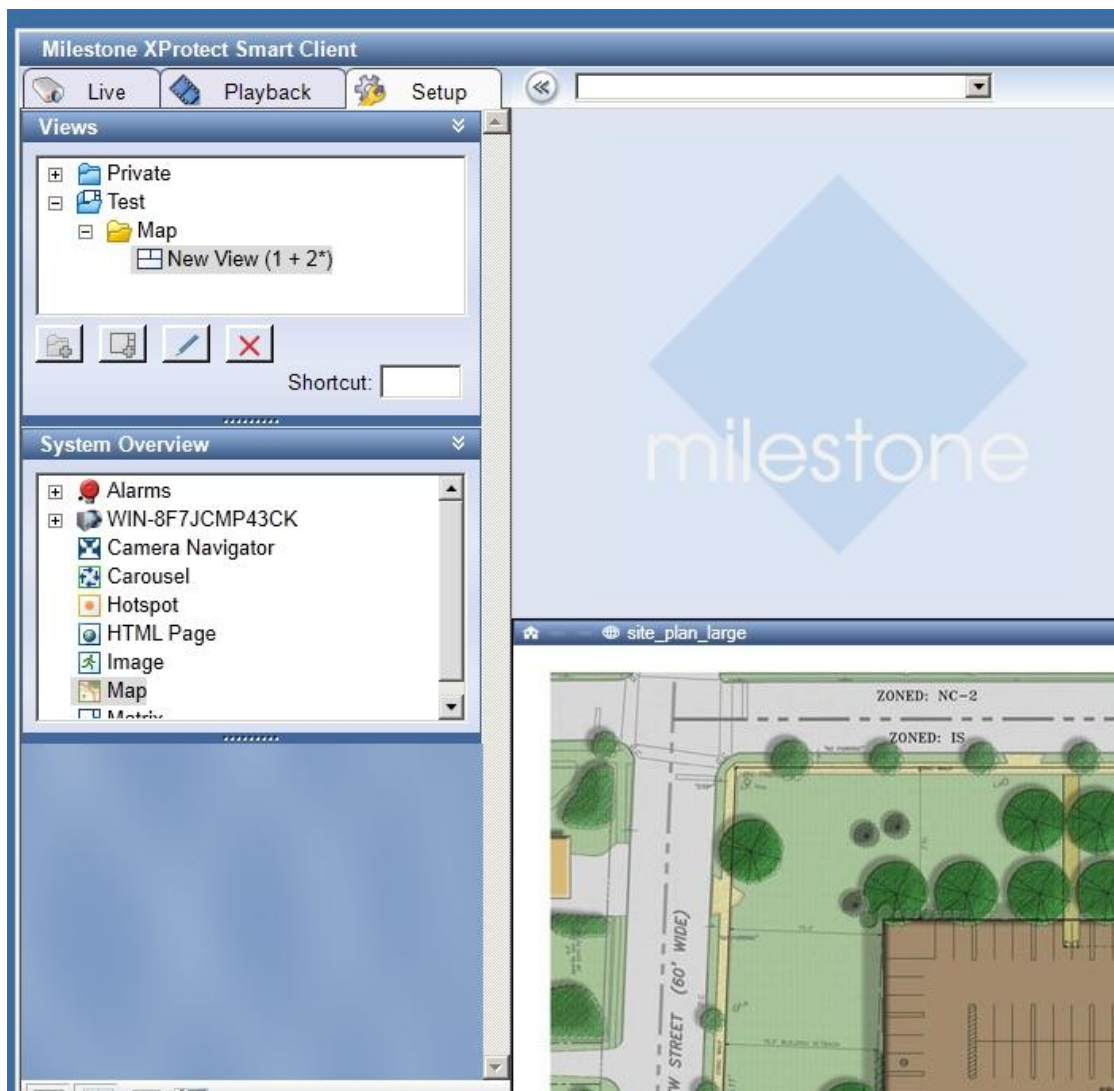 Milestone XProtect Smart Client
Live Playback Setup
Views
Private
Test
Map
New View (1 + 2*)
Shortcut:
System Overview
Alarms
WIN-8F7JCMP43CK
Camera Navigator
Carousel
Hotspot
HTML Page
Image
Map
Matrix
milestone
site_plan_large
ZONED: NC-2
ZONED: IS
STREET (60' WIDE)